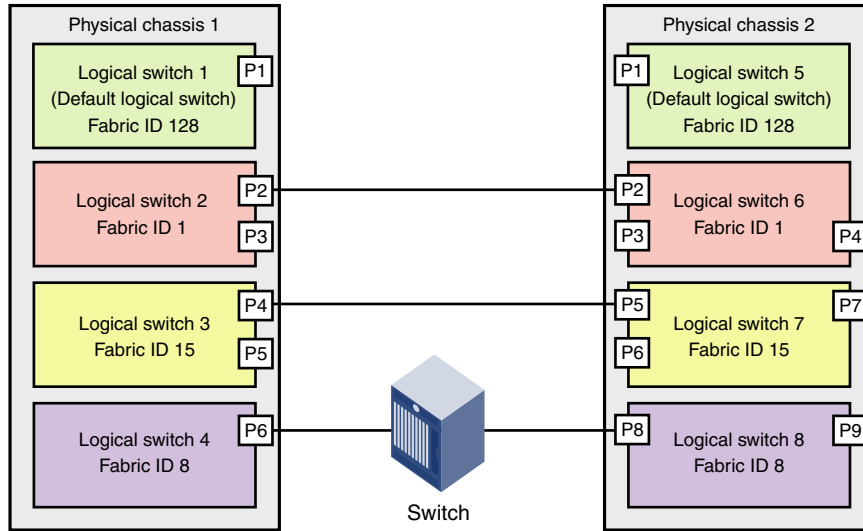 Physical chassis 1
Logical switch 1
(Default logical switch)
Fabric ID 128
P1
Logical switch 2
Fabric ID 1
P2
P3
Logical switch 3
Fabric ID 15
P4
P5
Logical switch 4
Fabric ID 8
P6
Switch
Physical chassis 2
P1
Logical switch 5
(Default logical switch)
Fabric ID 128
P2
P3
Logical switch 6
Fabric ID 1
P4
P5
P6
Logical switch 7
Fabric ID 15
P7
P8
Logical switch 8
Fabric ID 8
P9